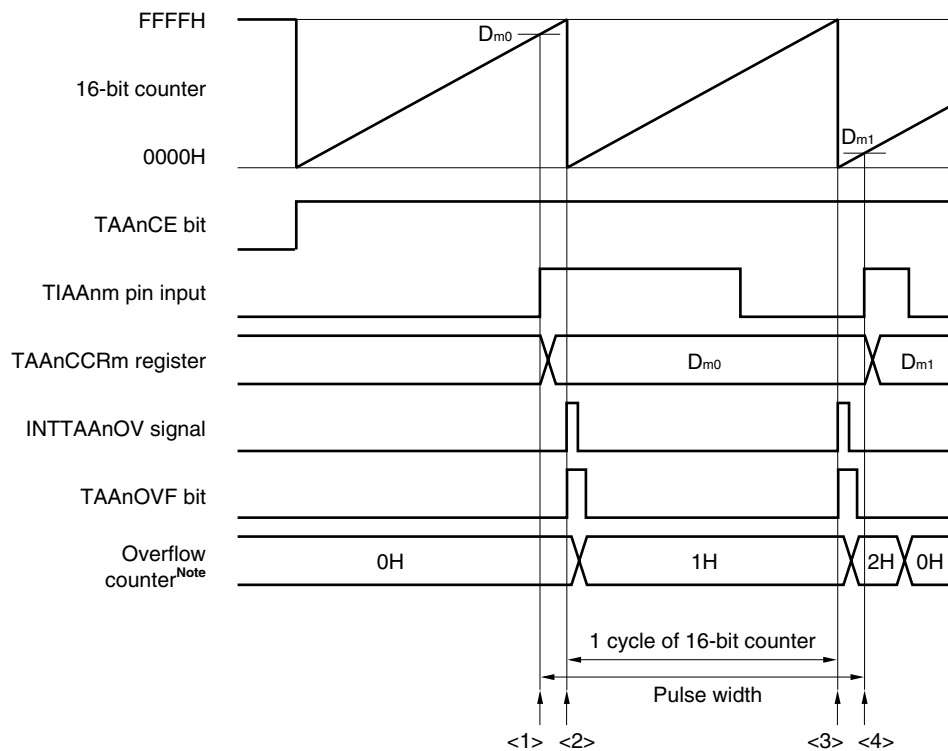 FFFFH
Dm0
16-bit counter
0000H
Dm1
TAAnCE bit
TIAAnm pin input
TAAnCCRm register
Dm0
Dm1
INTTAAnOV signal
TAAnOVF bit
Overflow
counterNote
0H
1H
2H
0H
1 cycle of 16-bit counter
Pulse width
<1> <2> <3> <4>